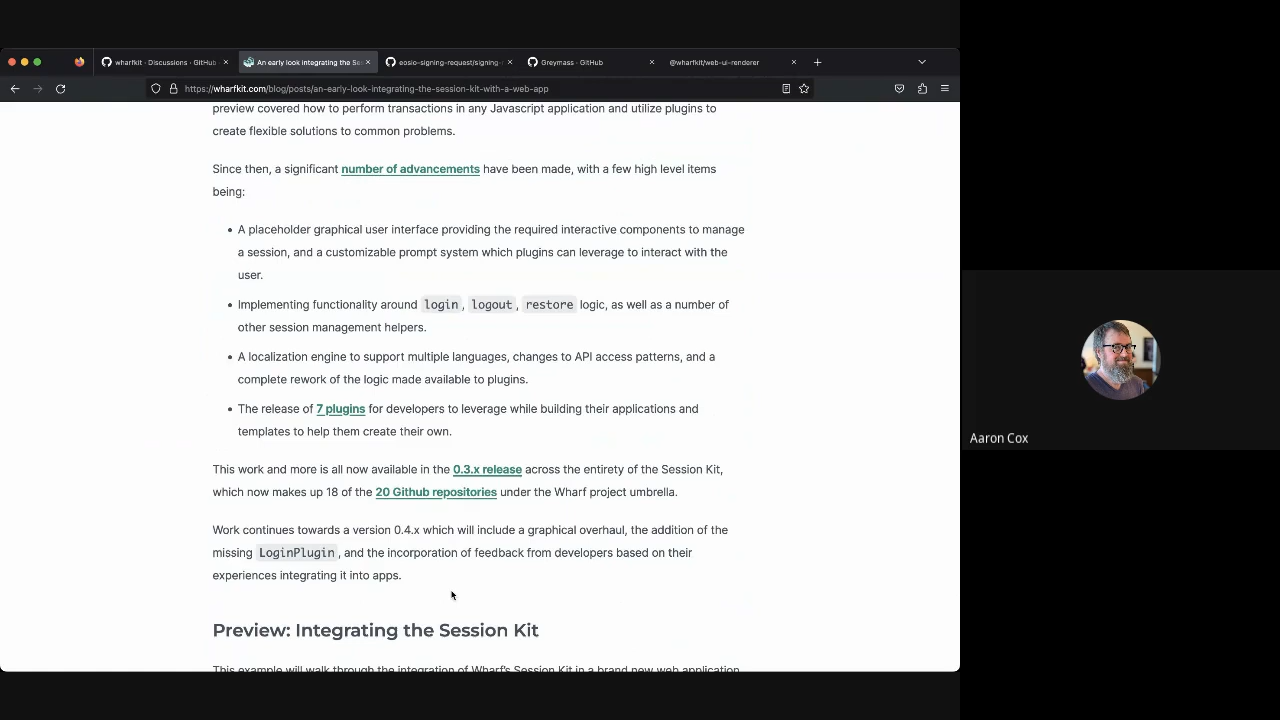 wharfkit · Discussions · GitHub
An early look integrating the Se
eosio-signing-request/signing-r
Greymass · GitHub
@wharfkit/web-ui-renderer
https://wharfkit.com/blog/posts/an-early-look-integrating-the-session-kit-with-a-web-app
preview covered how to perform transactions in any Javascript application and utilize plugins to
create flexible solutions to common problems.
Since then, a significant number of advancements have been made, with a few high level items
being:
• A placeholder graphical user interface providing the required interactive components to manage
a session, and a customizable prompt system which plugins can leverage to interact with the
user.
• Implementing functionality around login, logout, restore logic, as well as a number of
other session management helpers.
• A localization engine to support multiple languages, changes to API access patterns, and a
complete rework of the logic made available to plugins.
• The release of 7 plugins for developers to leverage while building their applications and
templates to help them create their own.
This work and more is all now available in the 0.3.x release across the entirety of the Session Kit,
which now makes up 18 of the 20 Github repositories under the Wharf project umbrella.
Work continues towards a version 0.4.x which will include a graphical overhaul, the addition of the
missing LoginPlugin, and the incorporation of feedback from developers based on their
experiences integrating it into apps.
Preview: Integrating the Session Kit
This example will walk through the integration of Wharf's Session Kit in a brand new web application
Aaron Cox